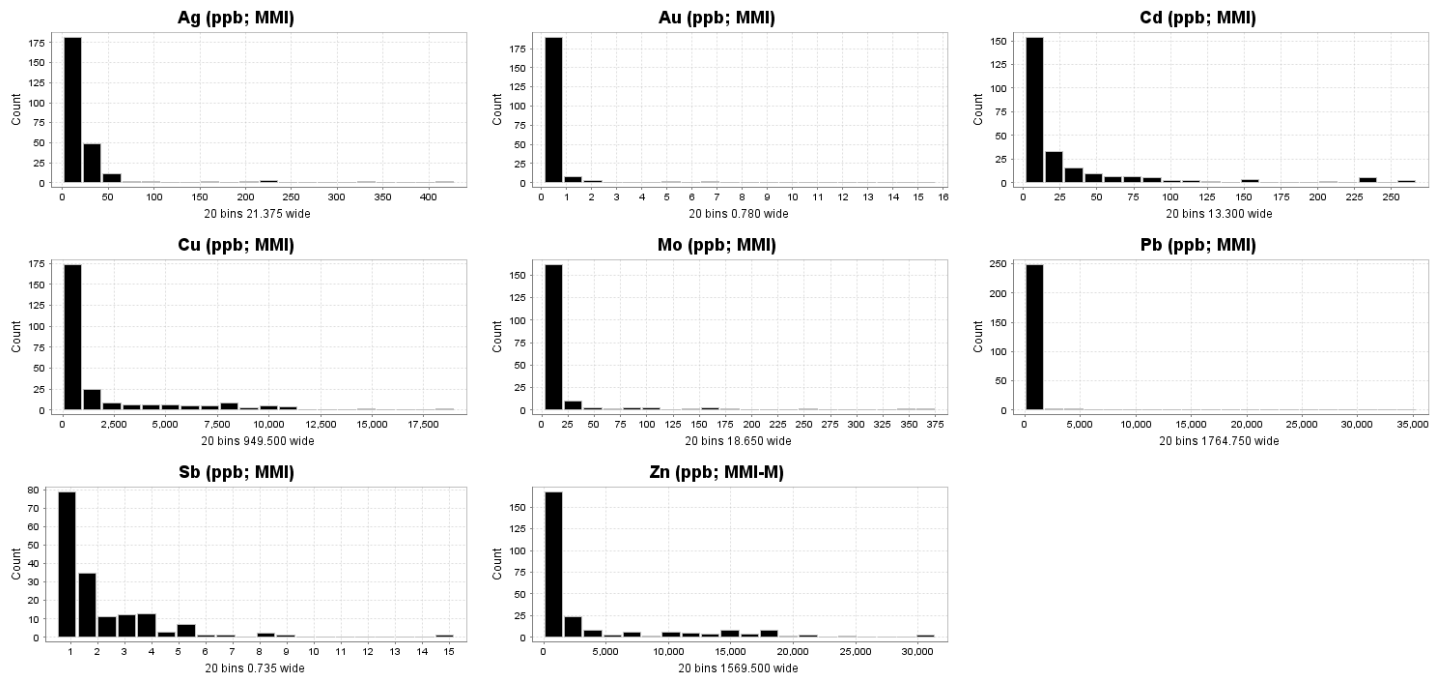 Ag (ppb; MMI)
Count
175
150
125
100
75
50
25
0
0 50 100 150 200 250 300 350 400
20 bins 21.375 wide
Au (ppb; MMI)
Count
175
150
125
100
75
50
25
0
0 1 2 3 4 5 6 7 8 9 10 11 12 13 14 15 16
20 bins 0.780 wide
Cd (ppb; MMI)
Count
150
125
100
75
50
25
0
0 25 50 75 100 125 150 175 200 225 250
20 bins 13.300 wide
Cu (ppb; MMI)
Count
175
150
125
100
75
50
25
0
0 2,500 5,000 7,500 10,000 12,500 15,000 17,500
20 bins 949.500 wide
Mo (ppb; MMI)
Count
150
125
100
75
50
25
0
0 25 50 75 100 125 150 175 200 225 250 275 300 325 350 375
20 bins 18.650 wide
Pb (ppb; MMI)
Count
250
200
150
100
50
0
0 5,000 10,000 15,000 20,000 25,000 30,000 35,000
20 bins 1764.750 wide
Sb (ppb; MMI)
Count
80
70
60
50
40
30
20
10
0
1 2 3 4 5 6 7 8 9 10 11 12 13 14 15
20 bins 0.735 wide
Zn (ppb; MMI-M)
Count
150
125
100
75
50
25
0
0 5,000 10,000 15,000 20,000 25,000 30,000
20 bins 1569.500 wide